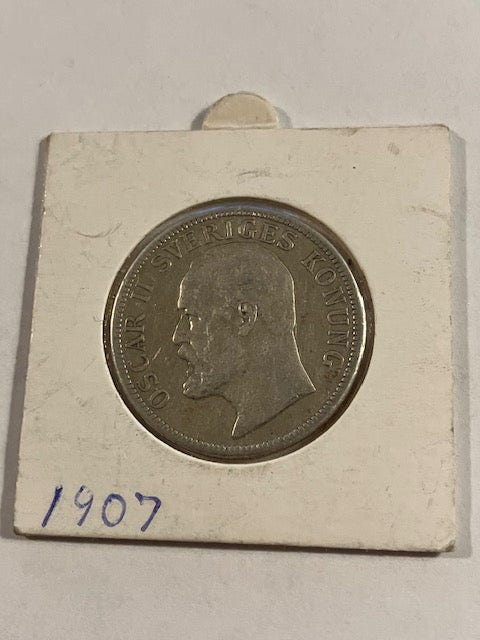 OSCAR II SVERIGES KONUNG
1907